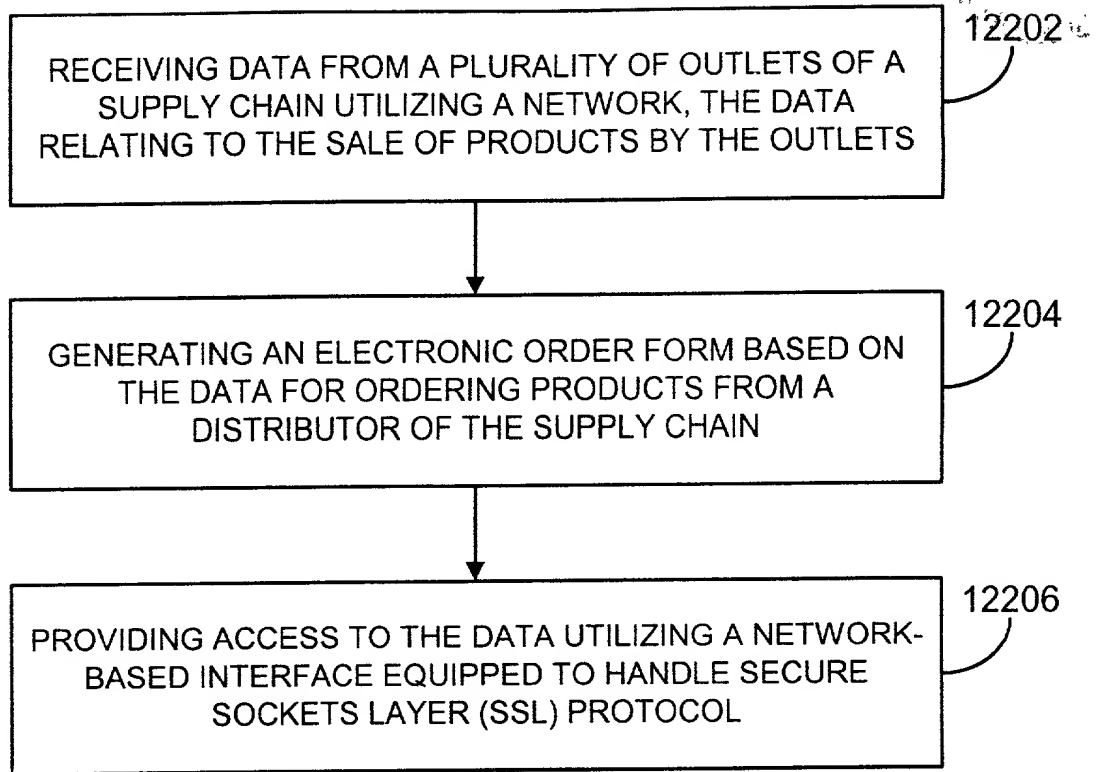 12202
RECEIVING DATA FROM A PLURALITY OF OUTLETS OF A
SUPPLY CHAIN UTILIZING A NETWORK, THE DATA
RELATING TO THE SALE OF PRODUCTS BY THE OUTLETS
12204
GENERATING AN ELECTRONIC ORDER FORM BASED ON
THE DATA FOR ORDERING PRODUCTS FROM A
DISTRIBUTOR OF THE SUPPLY CHAIN
12206
PROVIDING ACCESS TO THE DATA UTILIZING A NETWORK-
BASED INTERFACE EQUIPPED TO HANDLE SECURE
SOCKETS LAYER (SSL) PROTOCOL